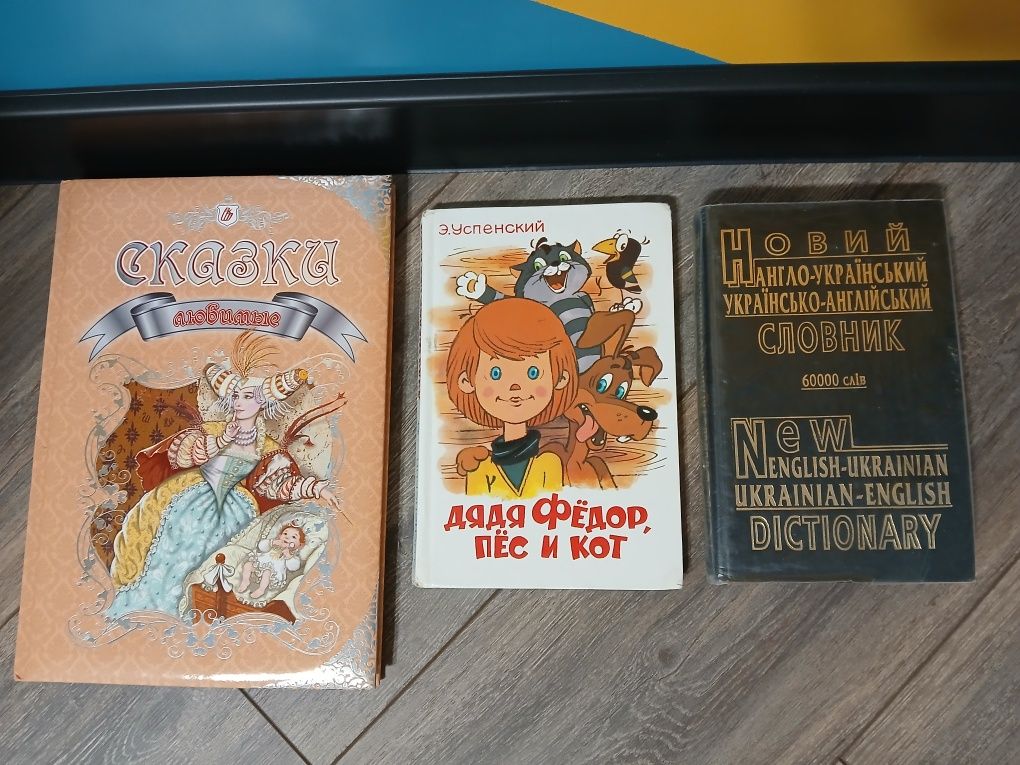 СКАЗКИ
любимые
Э.Успенский
ДЯДЯ ФЁДОР,
ПЁС И КОТ
НОВИЙ
АНГЛО-УКРАЇНСЬКИЙ
УКРАЇНСЬКО-АНГЛІЙСЬКИЙ
СЛОВНИК
60000 слів
New
ENGLISH-UKRAINIAN
UKRAINIAN-ENGLISH
DICTIONARY